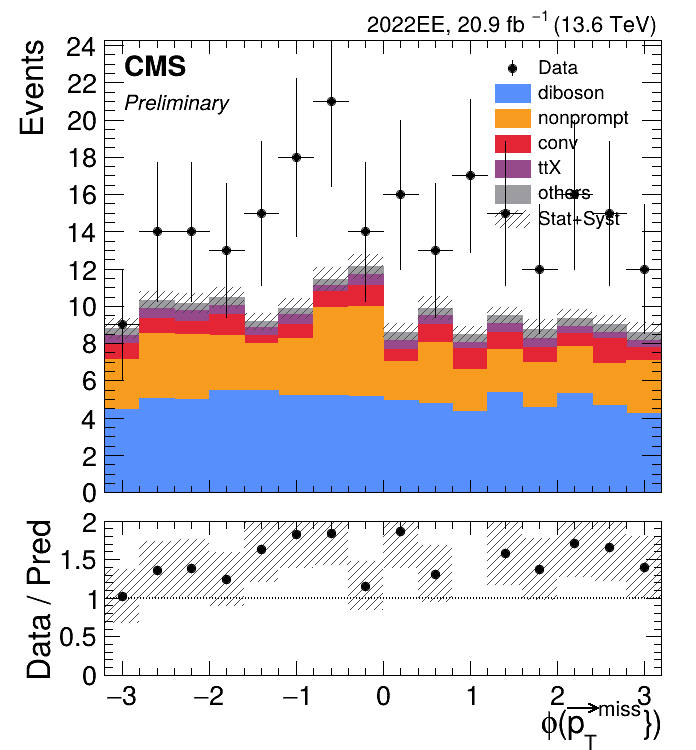 2022EE, 20.9 fb⁻¹ (13.6 TeV)
Events
24
22
20
18
16
14
12
10
8
6
4
2
0
CMS
Preliminary
Data
diboson
nonprompt
conv
ttX
others
Stat+Syst
Data / Pred
2
1.5
1
0.5
0
−3
−2
−1
0
1
2
3
ϕ(p⃗_T^miss})